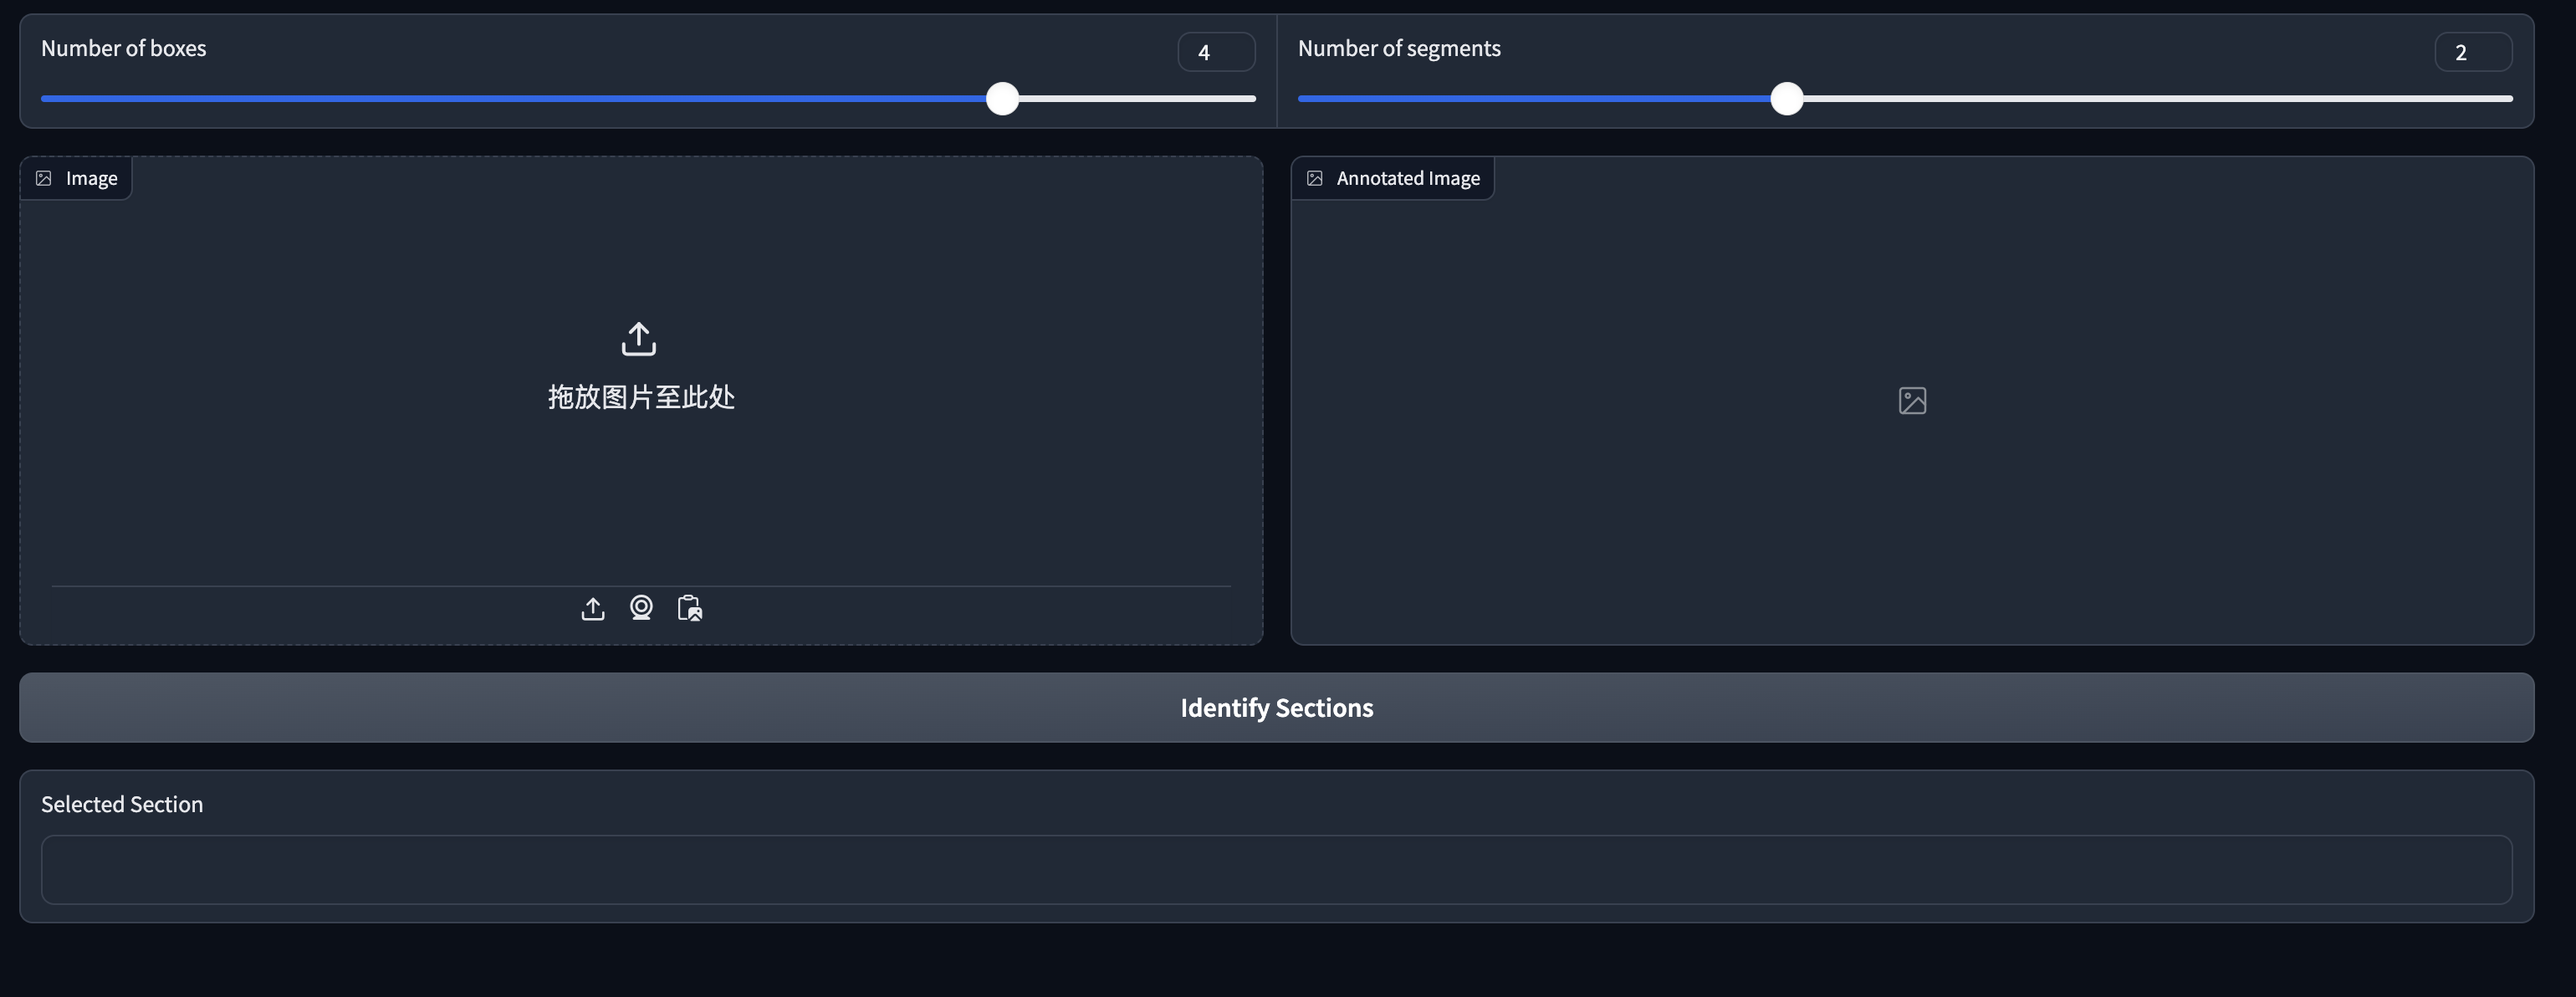 Number of boxes
4
Number of segments
2
Image
Annotated Image
拖放图片至此处
Identify Sections
Selected Section